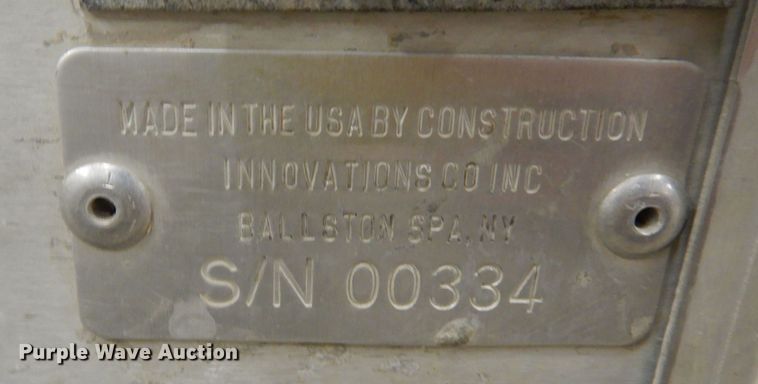 MADE IN THE USA BY CONSTRUCTION
INNOVATIONS CO INC
BALLSTON SPA, NY
S/N 00334
Purple Wave Auction